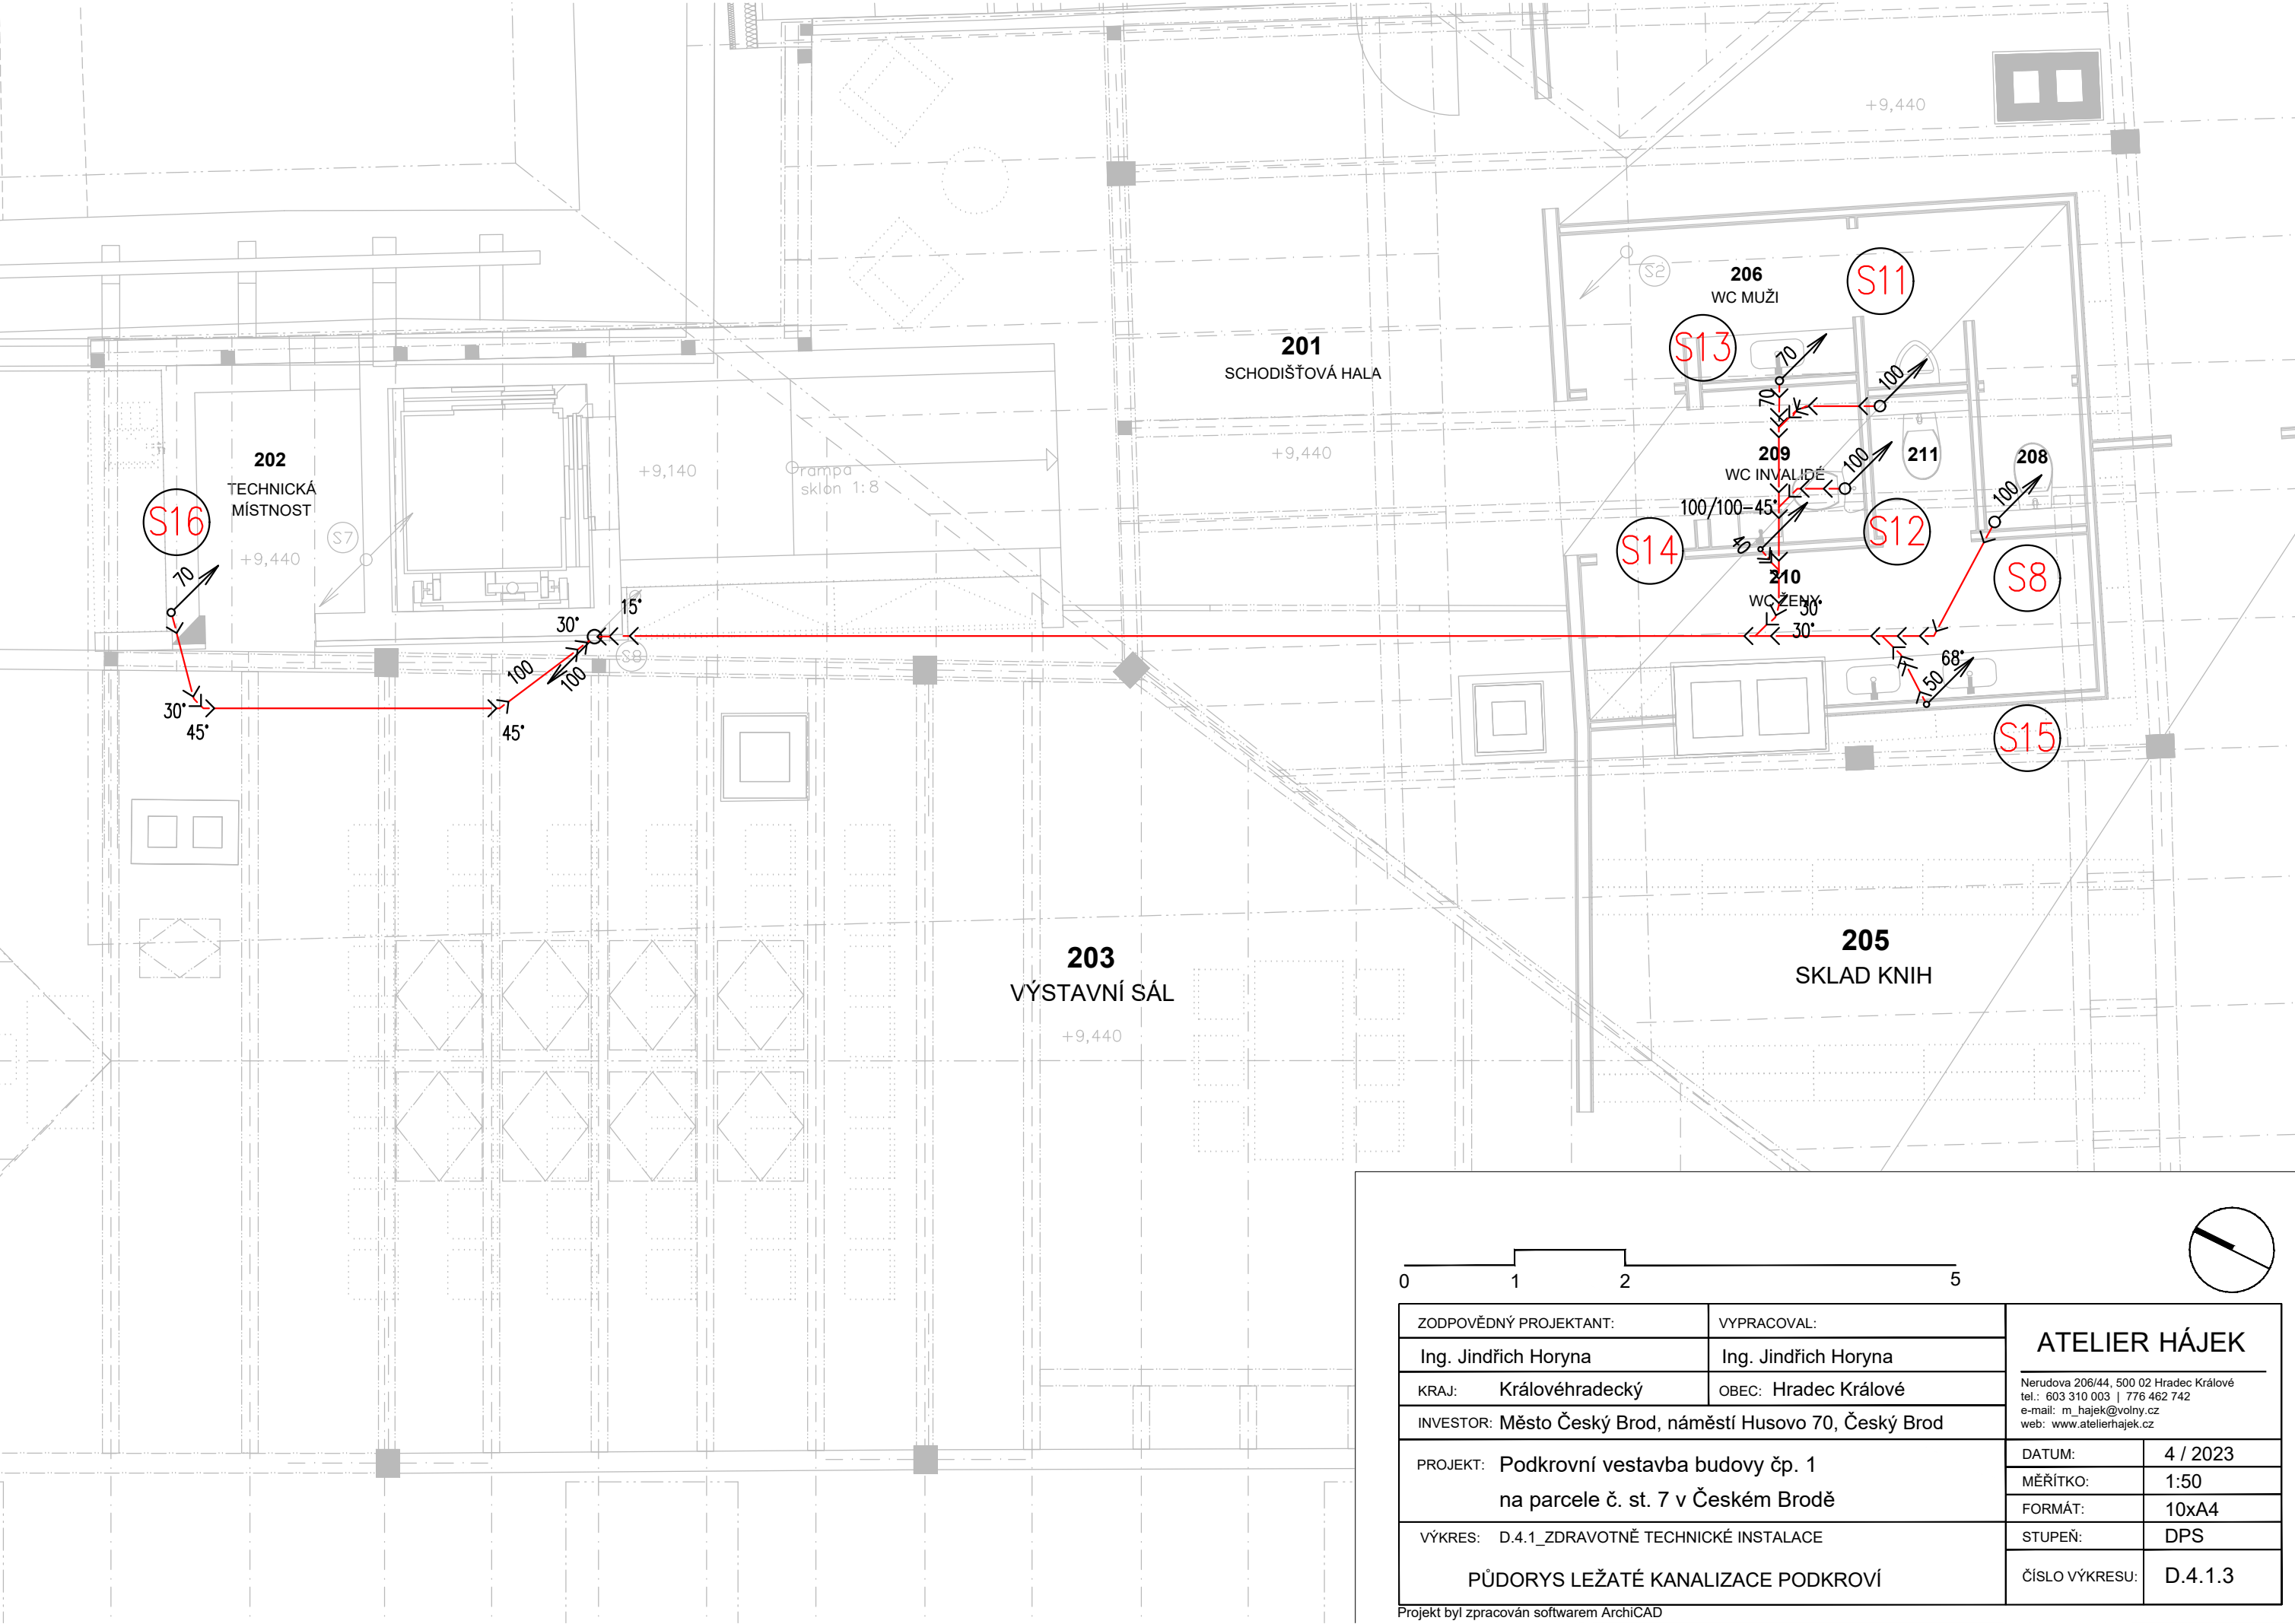 +9,440
S2
206
WC MUŽI
S11
S13
70
100
201
SCHODIŠŤOVÁ HALA
70
+9,440
209
WC INVALIDÉ
100
211
208
100
100/100-45°
S12
S14
40
S8
210
WC ŽENY
30°
30°
68°
50
S15
202
TECHNICKÁ
MÍSTNOST
S16
S7
+9,440
70
+9,140
rampa
sklon 1:8
15°
30°
100
100
30°
45°
45°
203
VÝSTAVNÍ SÁL
+9,440
205
SKLAD KNIH
0 1 2 5
ZODPOVĚDNÝ PROJEKTANT: VYPRACOVAL:
Ing. Jindřich Horyna Ing. Jindřich Horyna
KRAJ: Královéhradecký OBEC: Hradec Králové
INVESTOR: Město Český Brod, náměstí Husovo 70, Český Brod
PROJEKT: Podkrovní vestavba budovy čp. 1
na parcele č. st. 7 v Českém Brodě
VÝKRES: D.4.1_ZDRAVOTNĚ TECHNICKÉ INSTALACE
PŮDORYS LEŽATÉ KANALIZACE PODKROVÍ
ATELIER HÁJEK
Nerudova 206/44, 500 02 Hradec Králové
tel.: 603 310 003 | 776 462 742
e-mail: m_hajek@volny.cz
web: www.atelierhajek.cz
DATUM: 4 / 2023
MĚŘÍTKO: 1:50
FORMÁT: 10xA4
STUPEŇ: DPS
ČÍSLO VÝKRESU: D.4.1.3
Projekt byl zpracován softwarem ArchiCAD